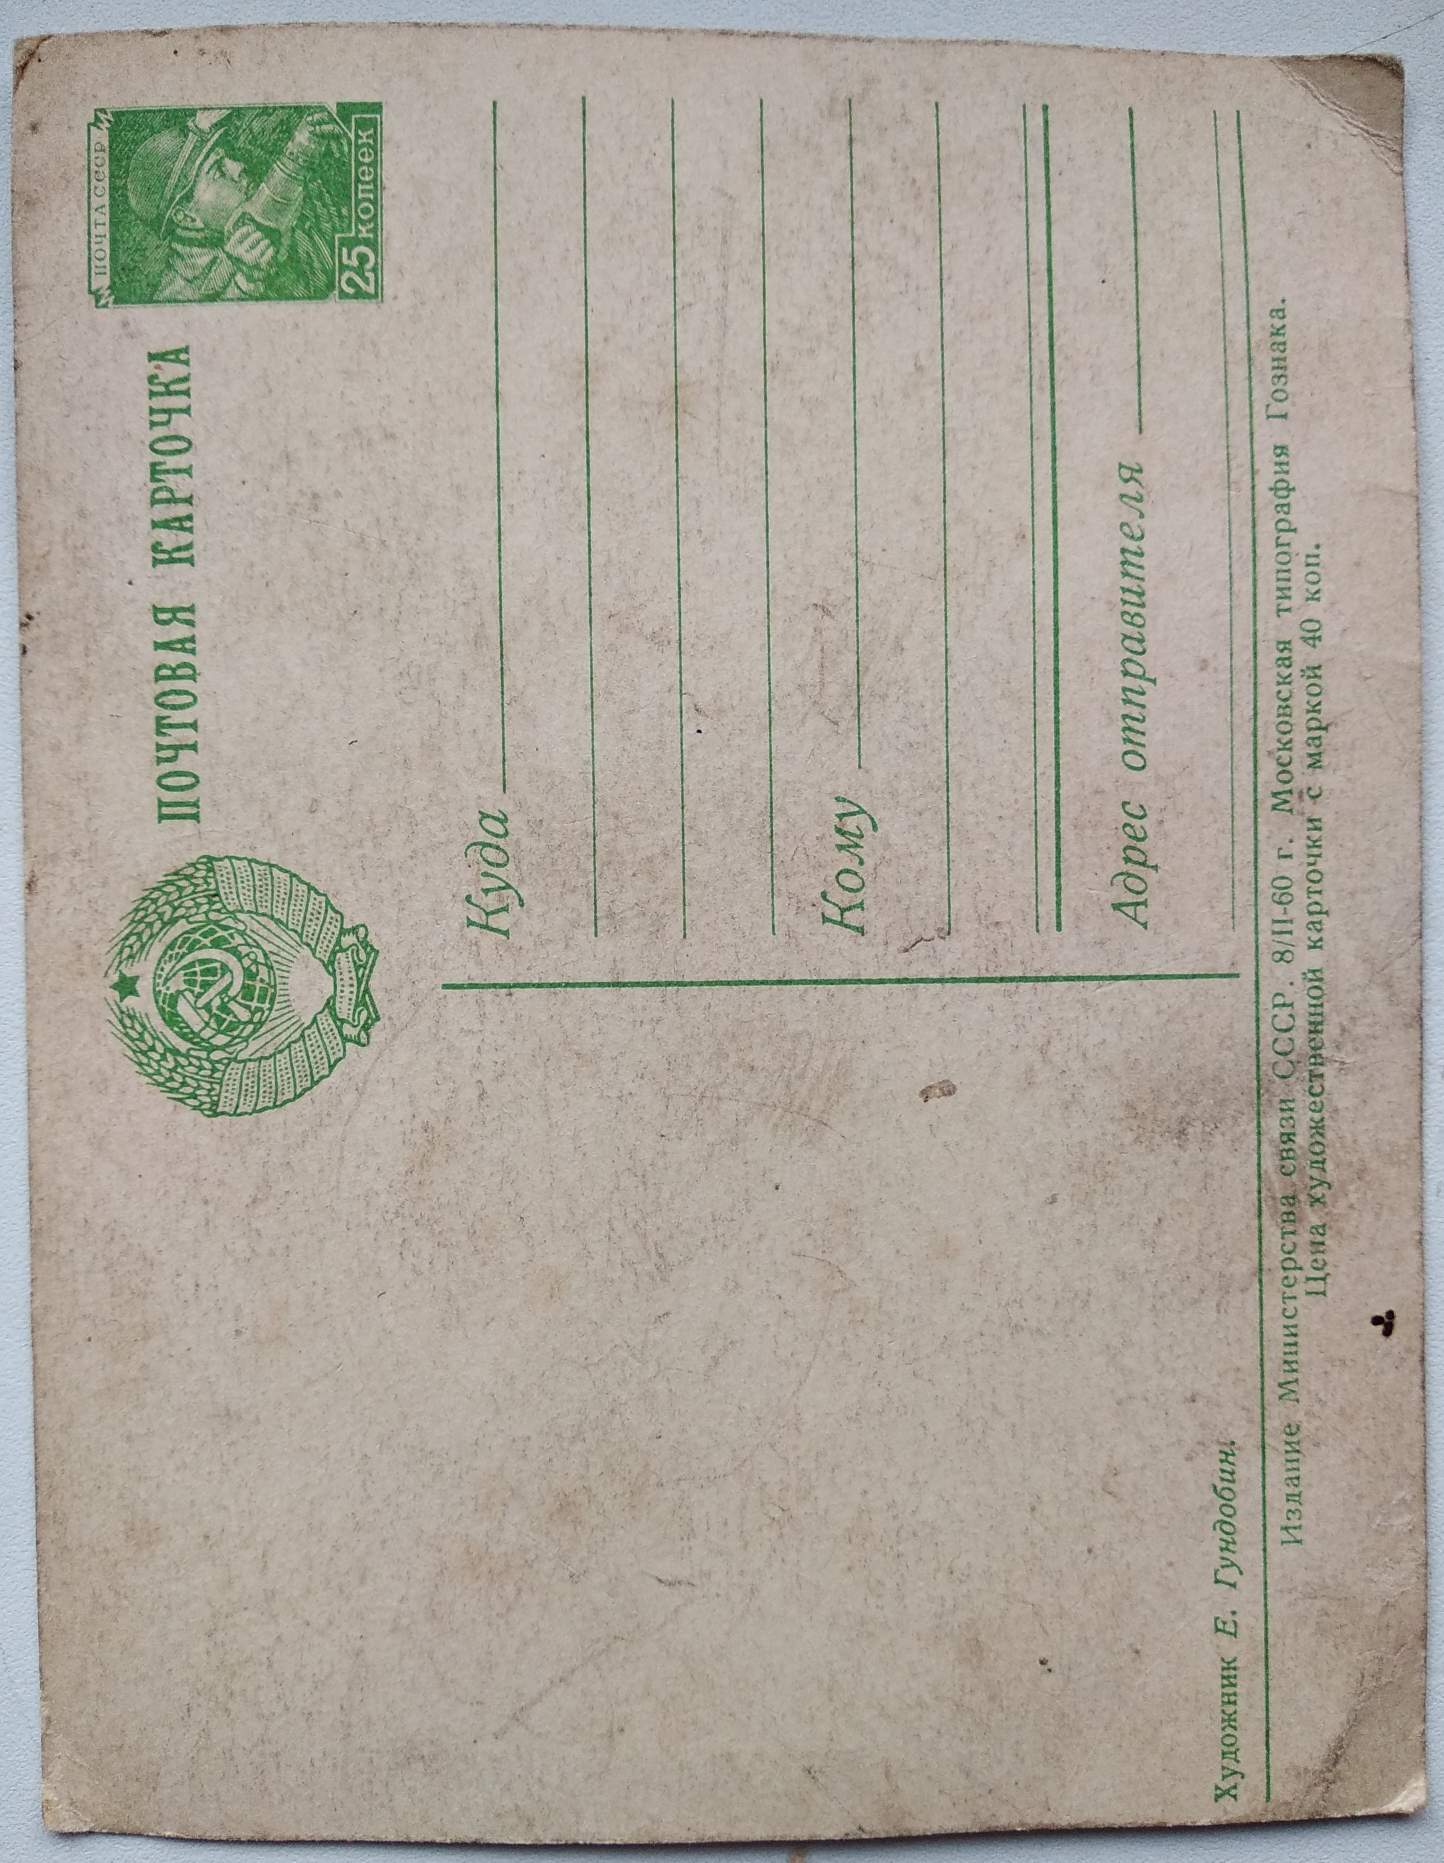 ПОЧТОВАЯ КАРТОЧКА
ПОЧТА СССР
25 копеек
Куда
Кому
Адрес отправителя
Художник Е. Гундобин.
Издание Министерства связи СССР. 8/II-60 г. Московская типография Гознака.
Цена художественной карточки с маркой 40 коп.